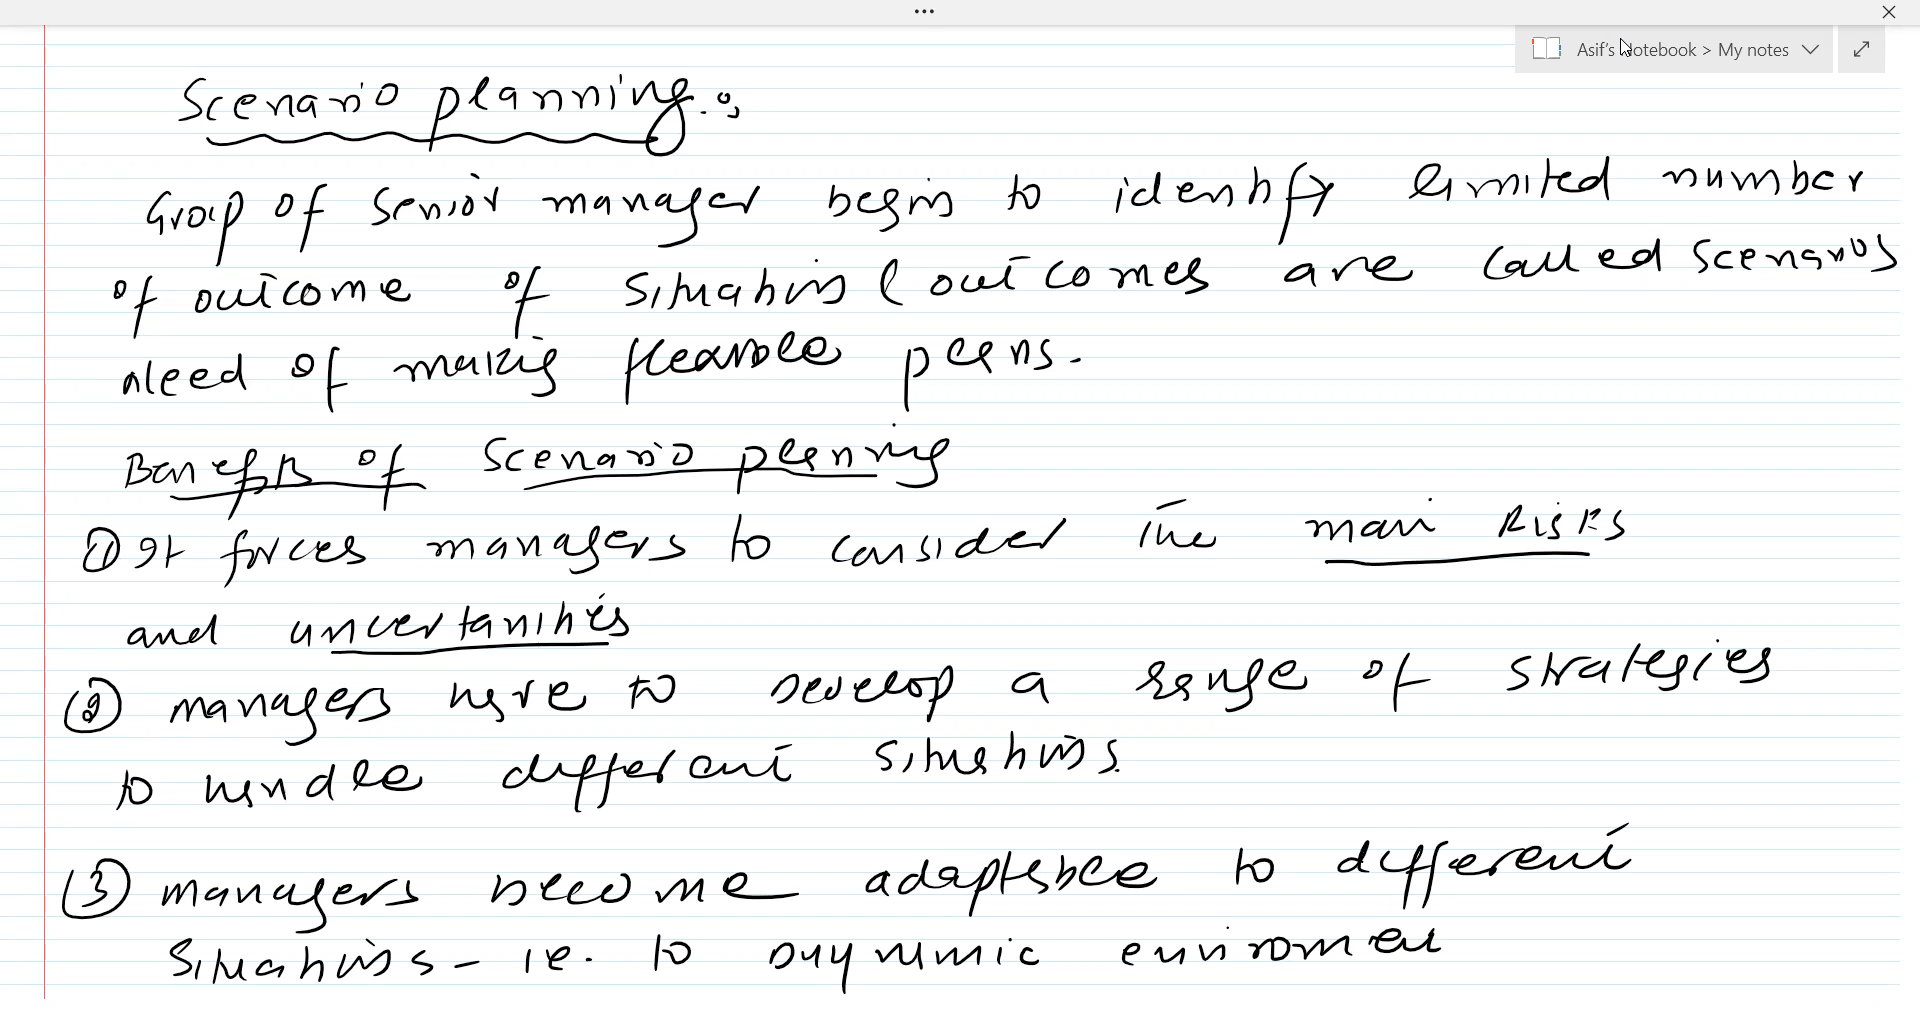 ...
Asif's Notebook > My notes
Scenario planning:
Group of senior manager begin to identify limited number
of outcome of situations (outcomes are called scenarios
need of making flexible plans.
Benefits of Scenario planning
① It forces managers to consider the main Risks
and uncertanities
② managers have to Develop a range of strategies
to handle different situations.
③ managers become adaptable to different
Situations - ie. to Dynamic enviroment